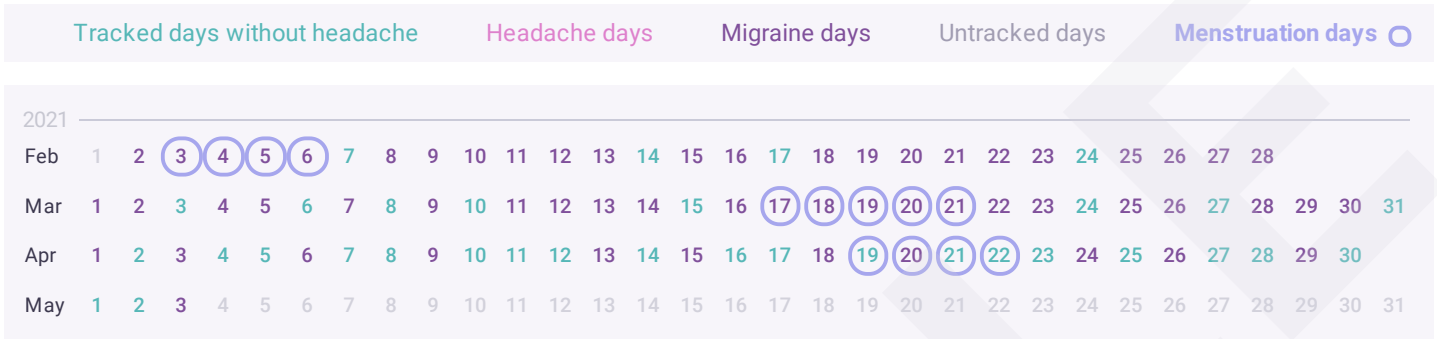 Tracked days without headache Headache days Migraine days Untracked days Menstruation days
2021
Feb 1 2 3 4 5 6 7 8 9 10 11 12 13 14 15 16 17 18 19 20 21 22 23 24 25 26 27 28
Mar 1 2 3 4 5 6 7 8 9 10 11 12 13 14 15 16 17 18 19 20 21 22 23 24 25 26 27 28 29 30 31
Apr 1 2 3 4 5 6 7 8 9 10 11 12 13 14 15 16 17 18 19 20 21 22 23 24 25 26 27 28 29 30
May 1 2 3 4 5 6 7 8 9 10 11 12 13 14 15 16 17 18 19 20 21 22 23 24 25 26 27 28 29 30 31